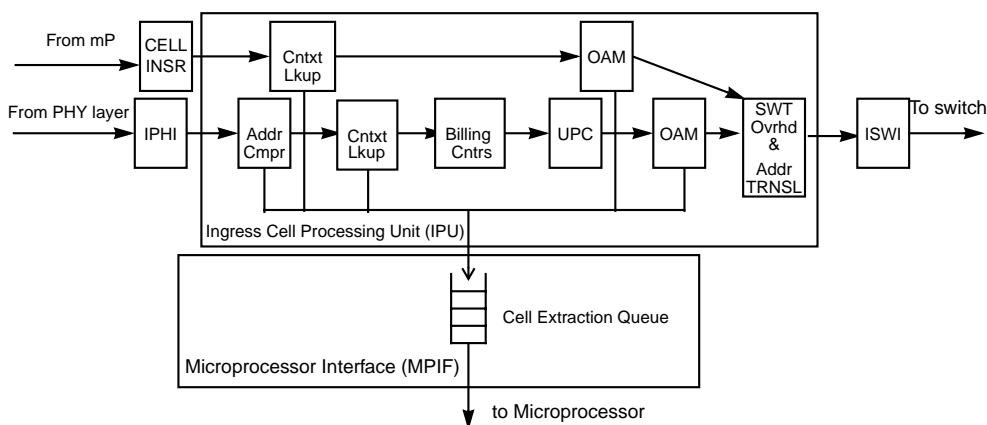 From mP
CELL
INSR
Cntxt
Lkup
OAM
From PHY layer
IPHI
Addr
Cmpr
Cntxt
Lkup
Billing
Cntrs
UPC
OAM
SWT
Ovrhd
&
Addr
TRNSL
ISWI
To switch
Ingress Cell Processing Unit (IPU)
Cell Extraction Queue
Microprocessor Interface (MPIF)
to Microprocessor